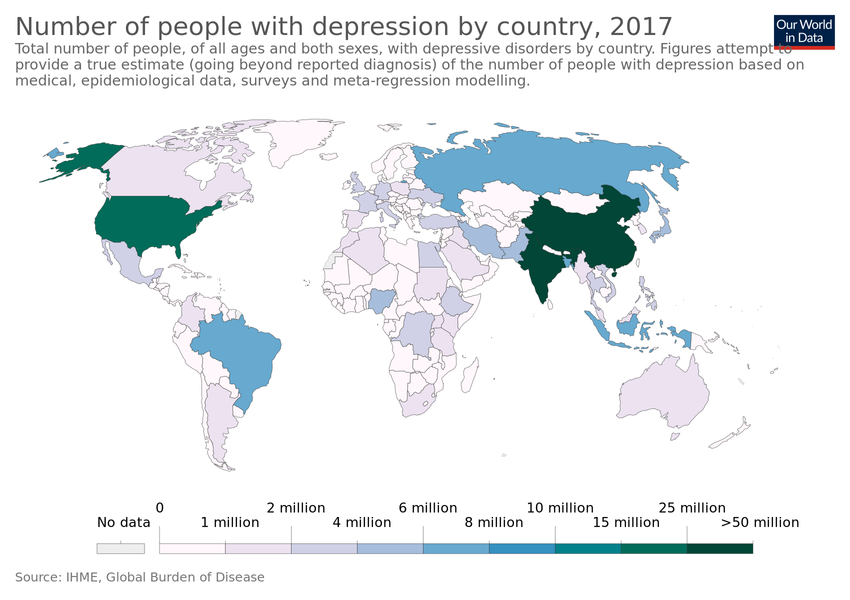 Number of people with depression by country, 2017
Our World
in Data
Total number of people, of all ages and both sexes, with depressive disorders by country. Figures attempt to
provide a true estimate (going beyond reported diagnosis) of the number of people with depression based on
medical, epidemiological data, surveys and meta-regression modelling.
0
2 million
6 million
10 million
25 million
No data
1 million
4 million
8 million
15 million
>50 million
Source: IHME, Global Burden of Disease